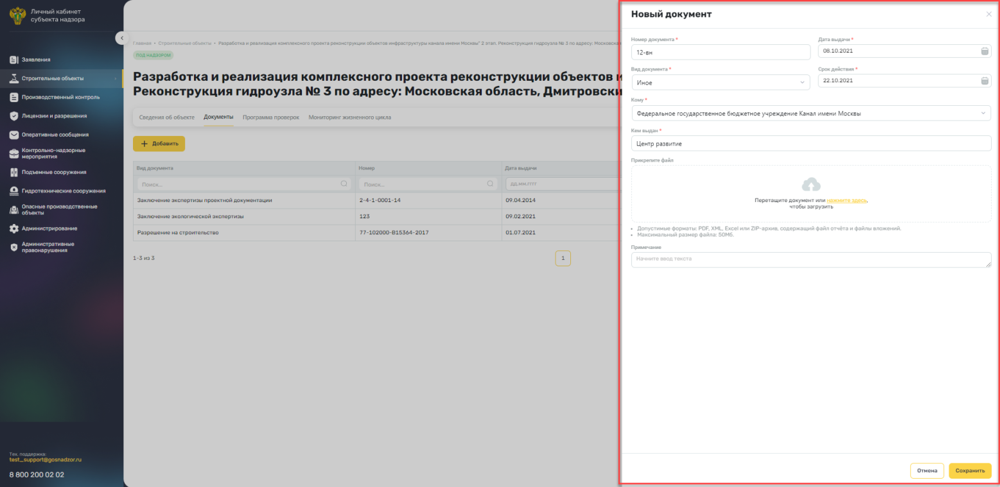 Личный кабинет
субъекта надзора
Заявления
Строительные объекты
Производственный контроль
Лицензии и разрешения
Оперативные сообщения
Контрольно-надзорные
мероприятия
Подъемные сооружения
Гидротехнические сооружения
Опасные производственные
объекты
Администрирование
Административные
правонарушения
Тех. поддержка:
test_support@gosnadzor.ru
8 800 200 02 02
Главная • Строительные объекты • Разработка и реализация комплексного проекта реконструкции объектов инфраструктуры канала имени Москвы" 2 этап. Реконструкция гидроузла № 3 по адресу: Московска
ПОД НАДЗОРОМ
Разработка и реализация комплексного проекта реконструкции объектов и
Реконструкция гидроузла № 3 по адресу: Московская область, Дмитровски
Сведения об объекте Документы Программа проверок Мониторинг жизненного цикла
+ Добавить
Вид документа Номер Дата выдачи
Поиск... Поиск... дд.мм.гггг
Заключение экспертизы проектной документации 2-4-1-0001-14 09.04.2014
Заключение экологической экспертизы 123 09.02.2021
Разрешение на строительство 77-102000-В15364-2017 01.07.2021
1-3 из 3 1
Новый документ
Номер документа * Дата выдачи *
12-вн 08.10.2021
Вид документа * Срок действия *
Иное 22.10.2021
Кому *
Федеральное государственное бюджетное учреждение Канал имени Москвы
Кем выдан *
Центр развитие
Прикрепите файл
Перетащите документ или нажмите здесь,
чтобы загрузить
• Допустимые форматы: PDF, XML, Excel или ZIP-архив, содержащий файл отчёта и файлы вложений.
• Максимальный размер файла: 50Мб.
Примечание
Начните ввод текста
Отмена Сохранить